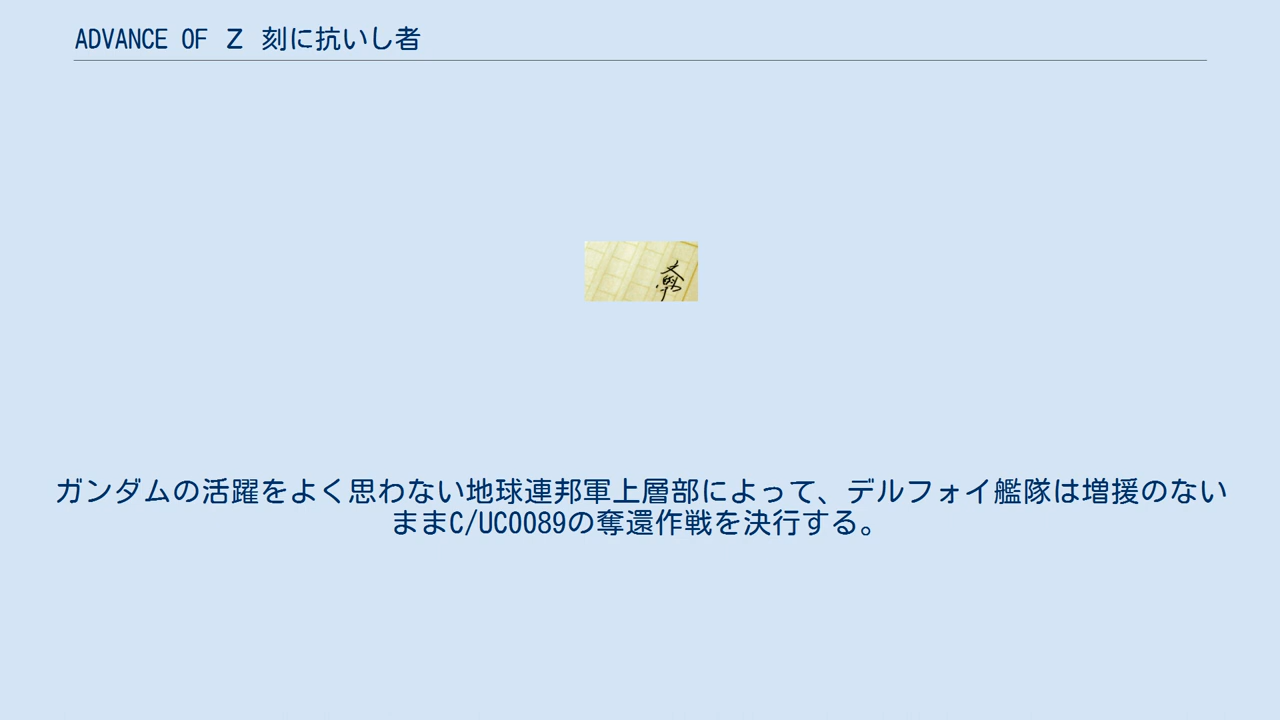 ADVANCE OF Ｚ 刻に抗いし者
ガンダムの活躍をよく思わない地球連邦軍上層部によって、デルフォイ艦隊は増援のない
ままC/UC0089の奪還作戦を決行する。